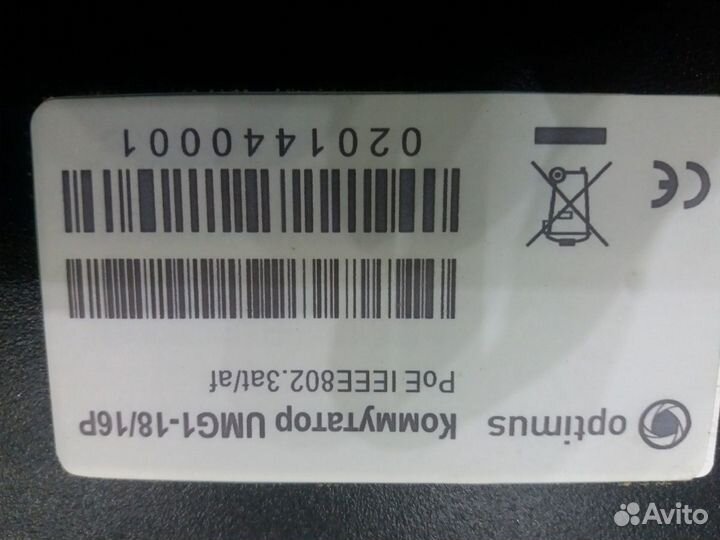 optimus
Коммутатор UMG1-18/16P
PoE IEEE802.3at/af
CE
0201440001
Avito